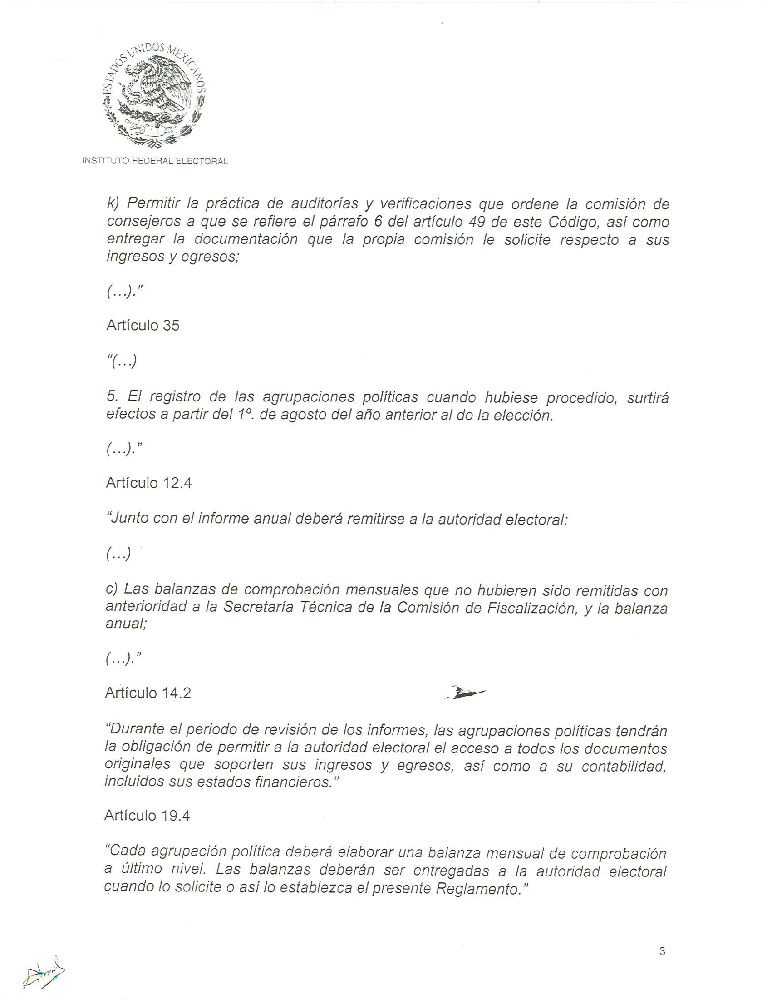 ESTADOS UNIDOS MEXICANOS
INSTITUTO FEDERAL ELECTORAL
k) Permitir la práctica de auditorías y verificaciones que ordene la comisión de
consejeros a que se refiere el párrafo 6 del artículo 49 de este Código, así como
entregar la documentación que la propia comisión le solicite respecto a sus
ingresos y egresos;
(...).”
Artículo 35
“(...)
5. El registro de las agrupaciones políticas cuando hubiese procedido, surtirá
efectos a partir del 1º. de agosto del año anterior al de la elección.
(...).”
Artículo 12.4
“Junto con el informe anual deberá remitirse a la autoridad electoral:
(...)
c) Las balanzas de comprobación mensuales que no hubieren sido remitidas con
anterioridad a la Secretaría Técnica de la Comisión de Fiscalización, y la balanza
anual;
(...).”
Artículo 14.2
“Durante el periodo de revisión de los informes, las agrupaciones políticas tendrán
la obligación de permitir a la autoridad electoral el acceso a todos los documentos
originales que soporten sus ingresos y egresos, así como a su contabilidad,
incluidos sus estados financieros.”
Artículo 19.4
“Cada agrupación política deberá elaborar una balanza mensual de comprobación
a último nivel. Las balanzas deberán ser entregadas a la autoridad electoral
cuando lo solicite o así lo establezca el presente Reglamento.”
3